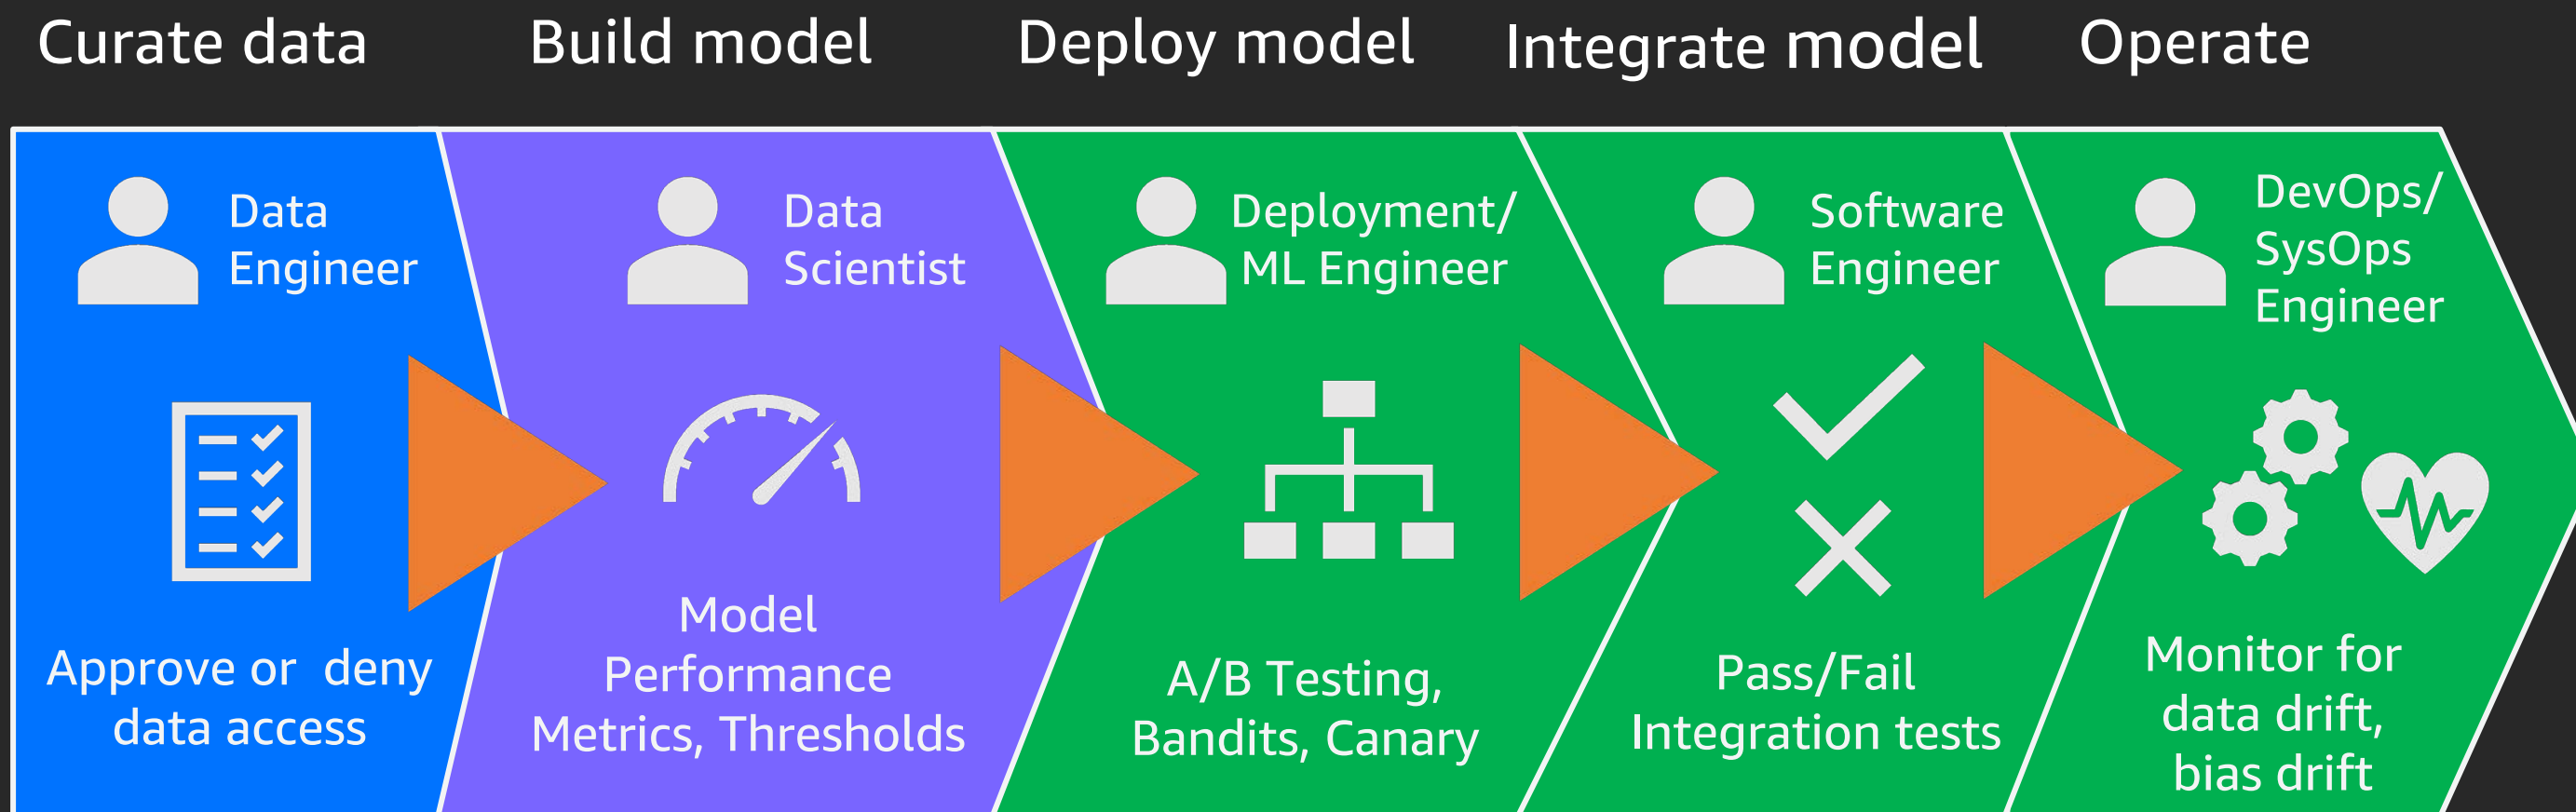 Curate data
Build model
Deploy model
Integrate model
Operate
Data
Engineer
Approve or deny
data access
Data
Scientist
Model
Performance
Metrics, Thresholds
Deployment/
ML Engineer
A/B Testing,
Bandits, Canary
Software
Engineer
Pass/Fail
Integration tests
DevOps/
SysOps
Engineer
Monitor for
data drift,
bias drift